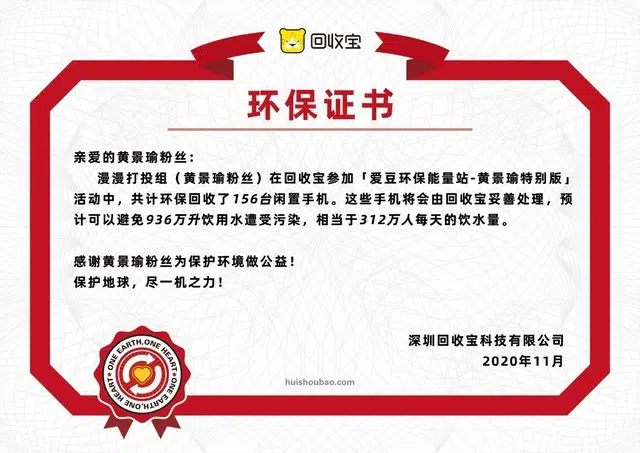 回收宝
环保证书
亲爱的黄景瑜粉丝：
漫漫打投组（黄景瑜粉丝）在回收宝参加「爱豆环保能量站-黄景瑜特别版」
活动中，共计环保回收了156台闲置手机。这些手机将会由回收宝妥善处理，预
计可以避免936万升饮用水遭受污染，相当于312万人每天的饮水量。
感谢黄景瑜粉丝为保护环境做公益！
保护地球，尽一机之力！
深圳回收宝科技有限公司
2020年11月
ONE EARTH,ONE HEART
ONE EARTH,ONE HEART
huishoubao.com